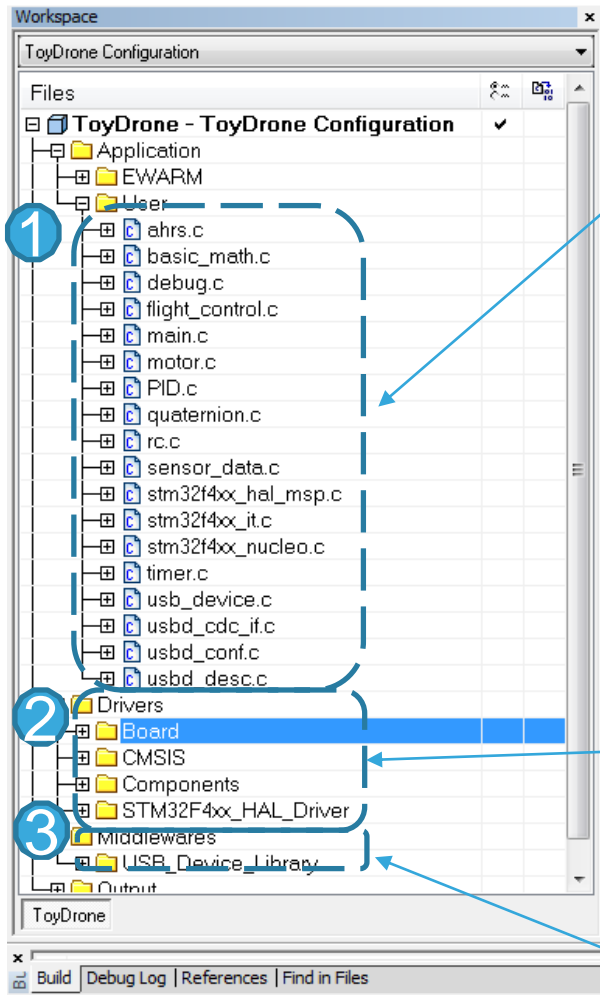 Workspace
ToyDrone Configuration
Files
ToyDrone - ToyDrone Configuration
Application
EWARM
User
1
ahrs.c
basic_math.c
debug.c
flight_control.c
main.c
motor.c
PID.c
quaternion.c
rc.c
sensor_data.c
stm32f4xx_hal_msp.c
stm32f4xx_it.c
stm32f4xx_nucleo.c
timer.c
usb_device.c
usbd_cdc_if.c
usbd_conf.c
usbd_desc.c
Drivers
2
Board
CMSIS
Components
STM32F4xx_HAL_Driver
3
Middlewares
USB_Device_Library
Output
ToyDrone
Build Debug Log References Find in Files